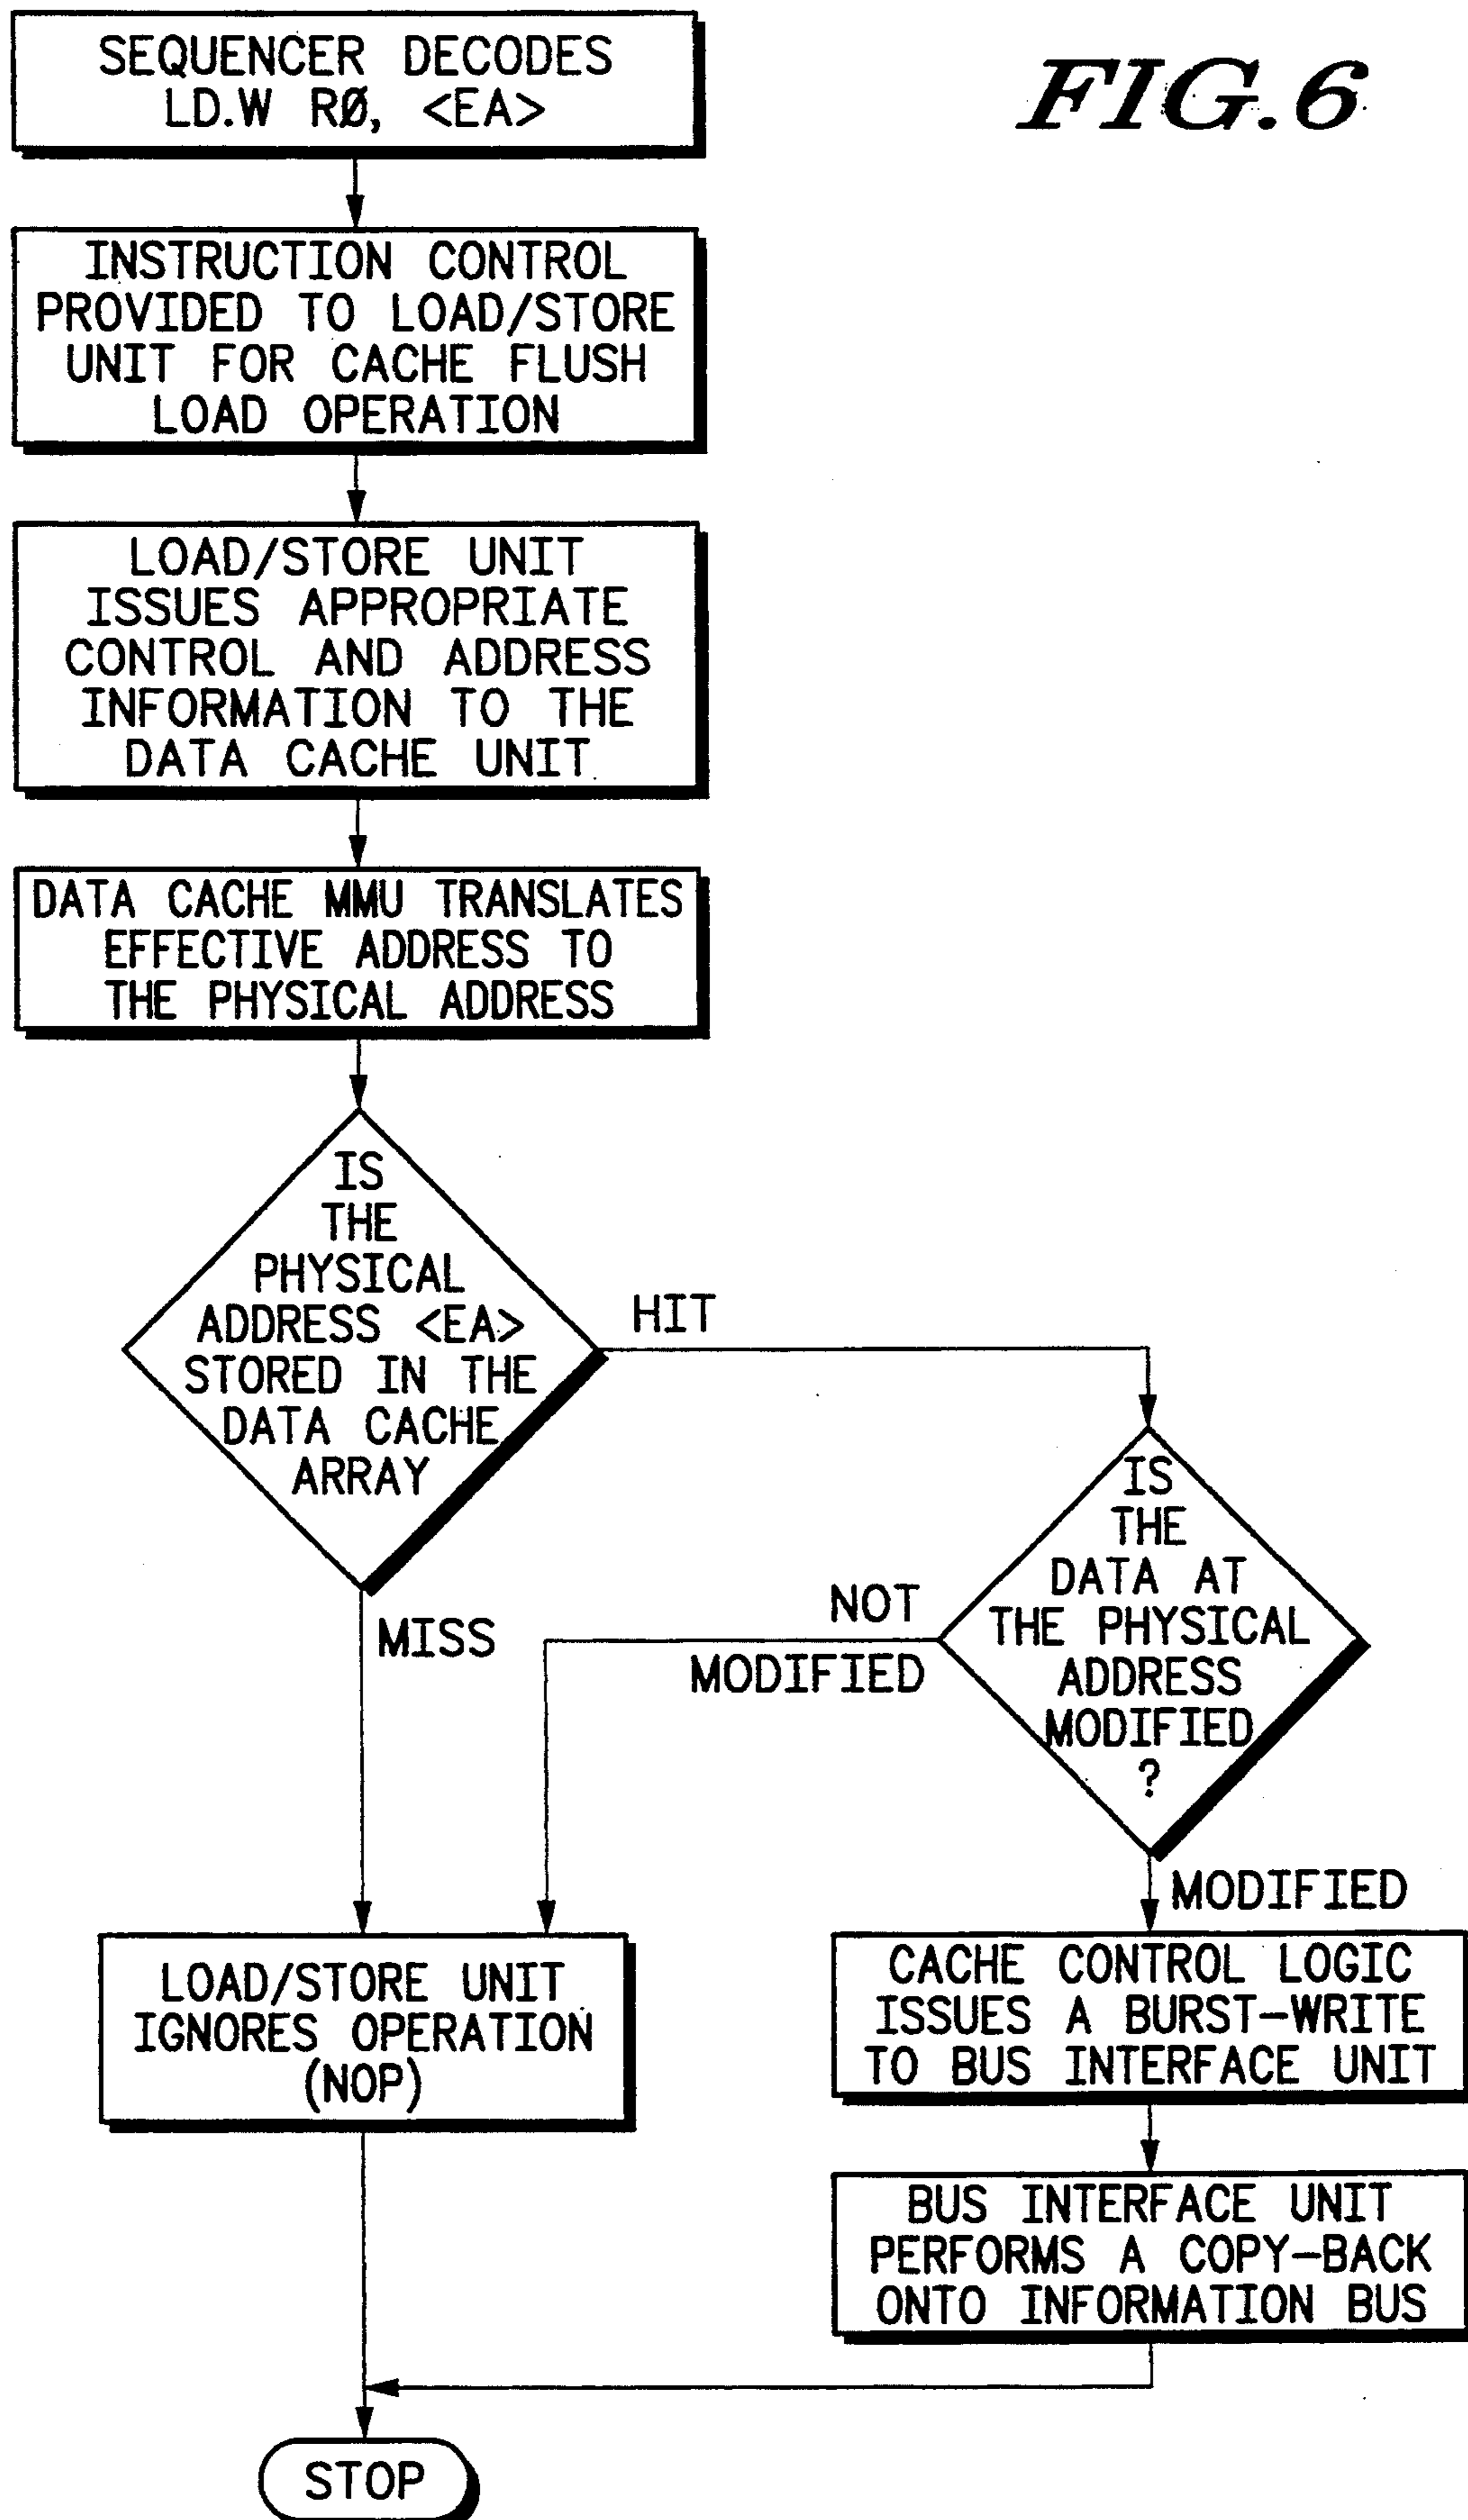 FIG.6
SEQUENCER DECODES
LD.W RØ, <EA>
INSTRUCTION CONTROL
PROVIDED TO LOAD/STORE
UNIT FOR CACHE FLUSH
LOAD OPERATION
LOAD/STORE UNIT
ISSUES APPROPRIATE
CONTROL AND ADDRESS
INFORMATION TO THE
DATA CACHE UNIT
DATA CACHE MMU TRANSLATES
EFFECTIVE ADDRESS TO
THE PHYSICAL ADDRESS
IS
THE
PHYSICAL
ADDRESS <EA>
STORED IN THE
DATA CACHE
ARRAY
HIT
MISS
IS
THE
DATA AT
THE PHYSICAL
ADDRESS
MODIFIED
?
NOT
MODIFIED
MODIFIED
LOAD/STORE UNIT
IGNORES OPERATION
(NOP)
CACHE CONTROL LOGIC
ISSUES A BURST-WRITE
TO BUS INTERFACE UNIT
BUS INTERFACE UNIT
PERFORMS A COPY-BACK
ONTO INFORMATION BUS
STOP